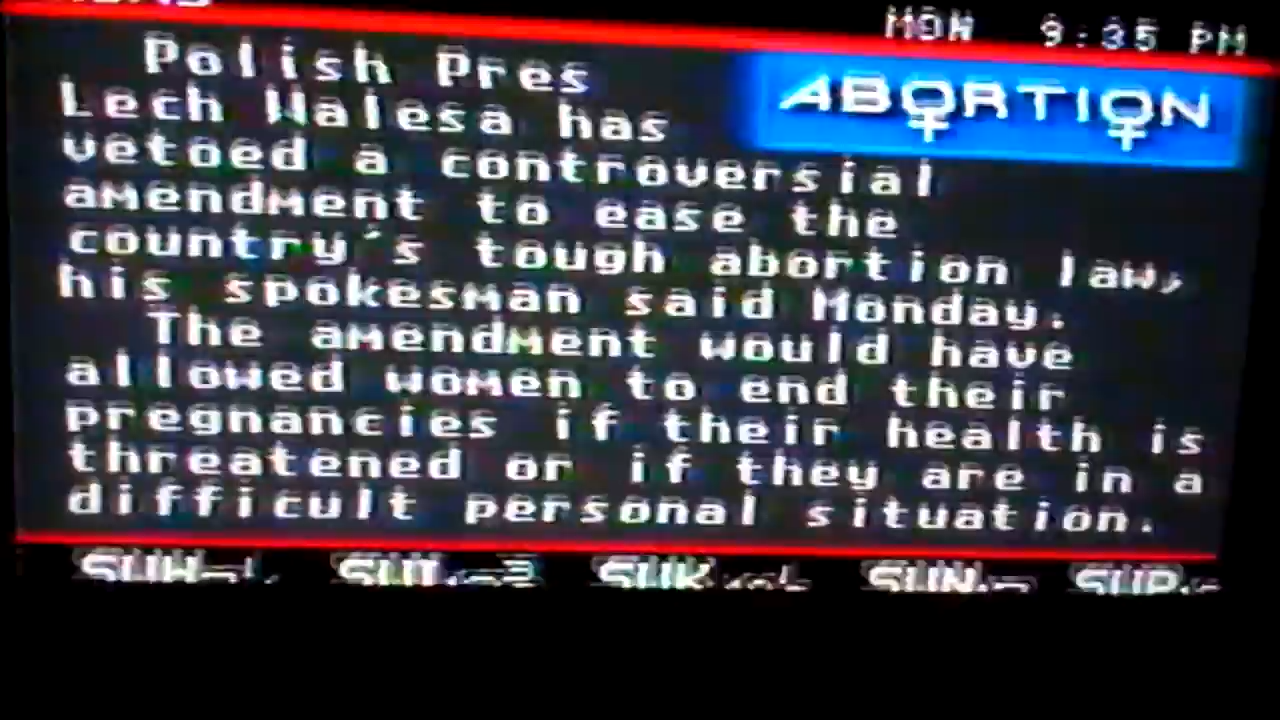 MON 9:35 PM
ABORTION
Polish Pres
Lech Walesa has
vetoed a controversial
amendment to ease the
country's tough abortion law,
his spokesman said Monday.
The amendment would have
allowed women to end their
pregnancies if their health is
threatened or if they are in a
difficult personal situation.